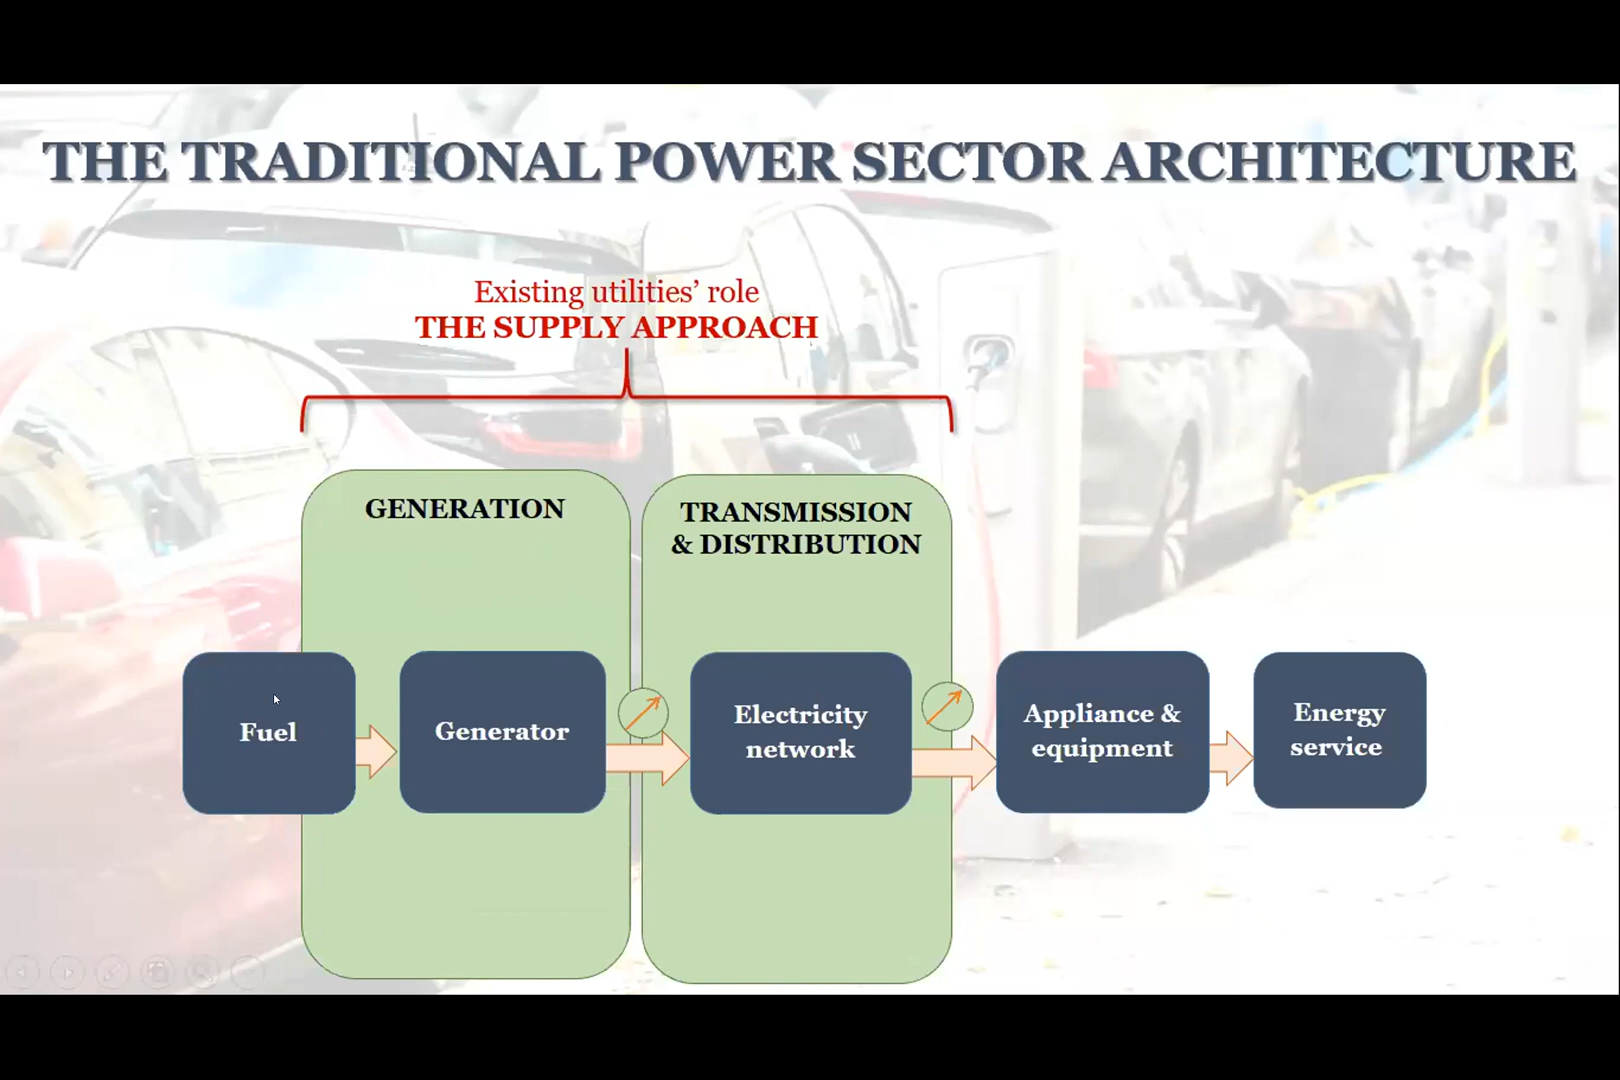 THE TRADITIONAL POWER SECTOR ARCHITECTURE
Existing utilities’ role
THE SUPPLY APPROACH
GENERATION
TRANSMISSION
& DISTRIBUTION
Fuel
Generator
Electricity
network
Appliance &
equipment
Energy
service